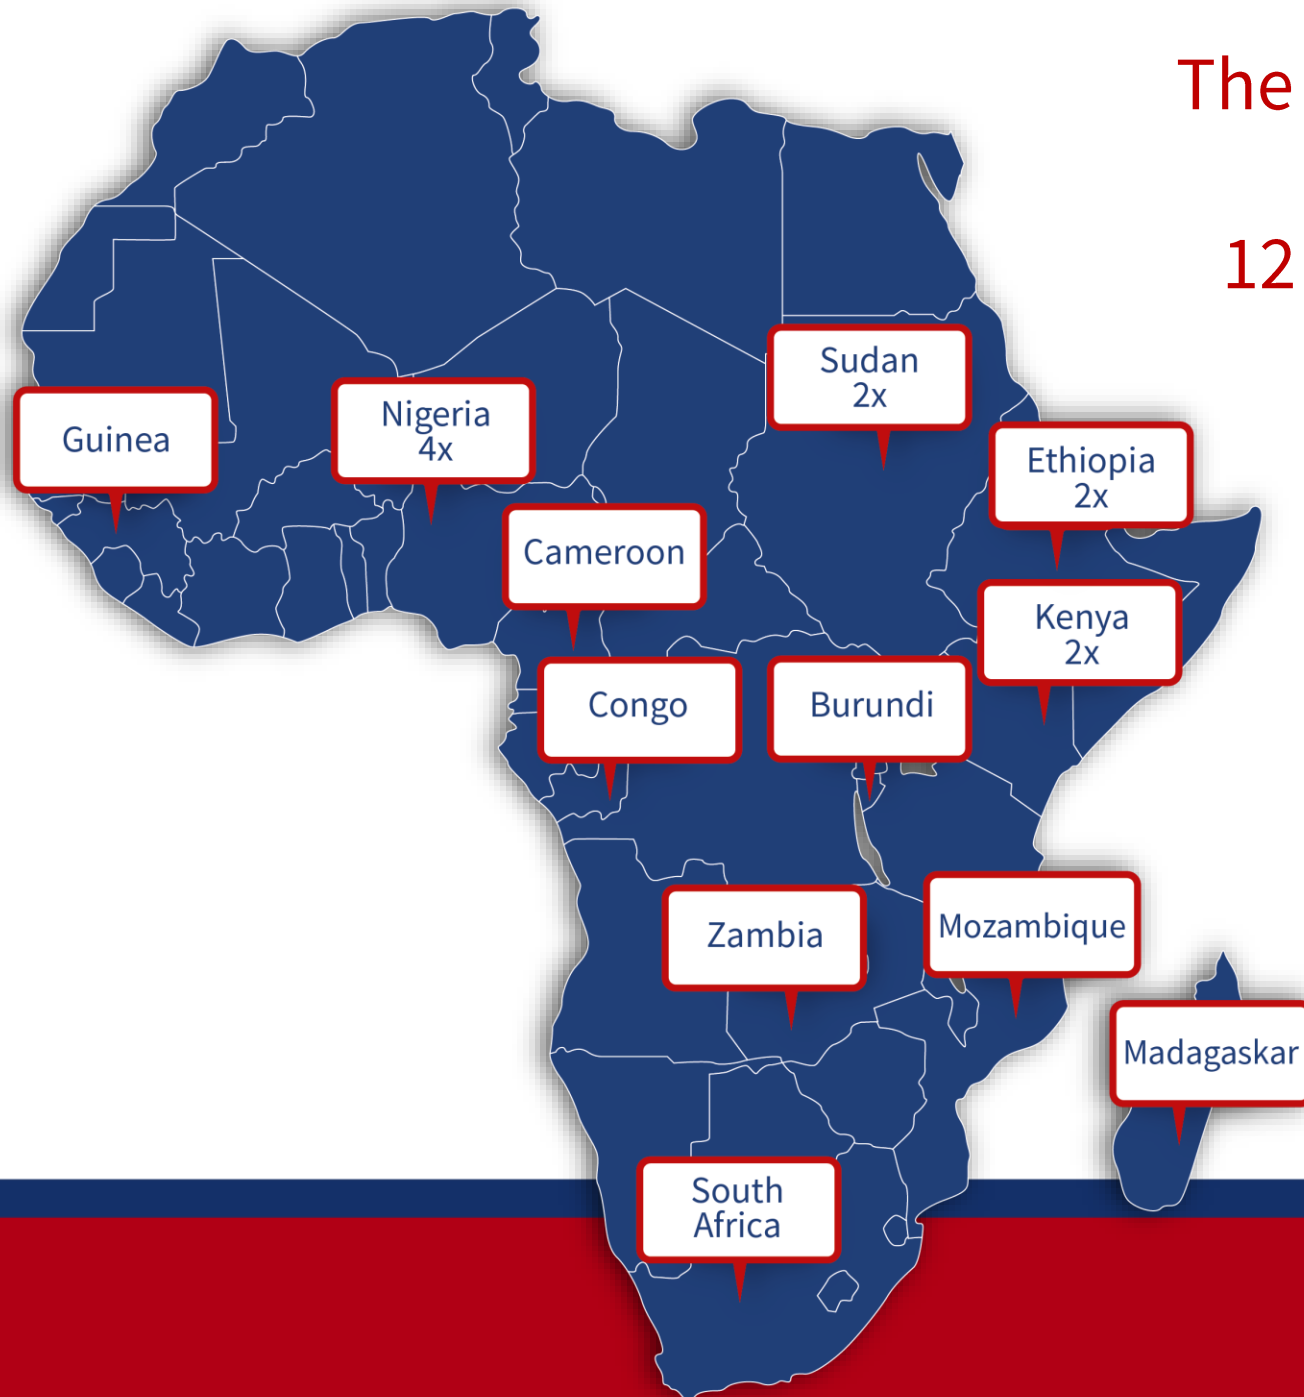 The
12
Sudan
2x
Guinea
Nigeria
4x
Ethiopia
2x
Cameroon
Kenya
2x
Congo
Burundi
Zambia
Mozambique
Madagaskar
South
Africa